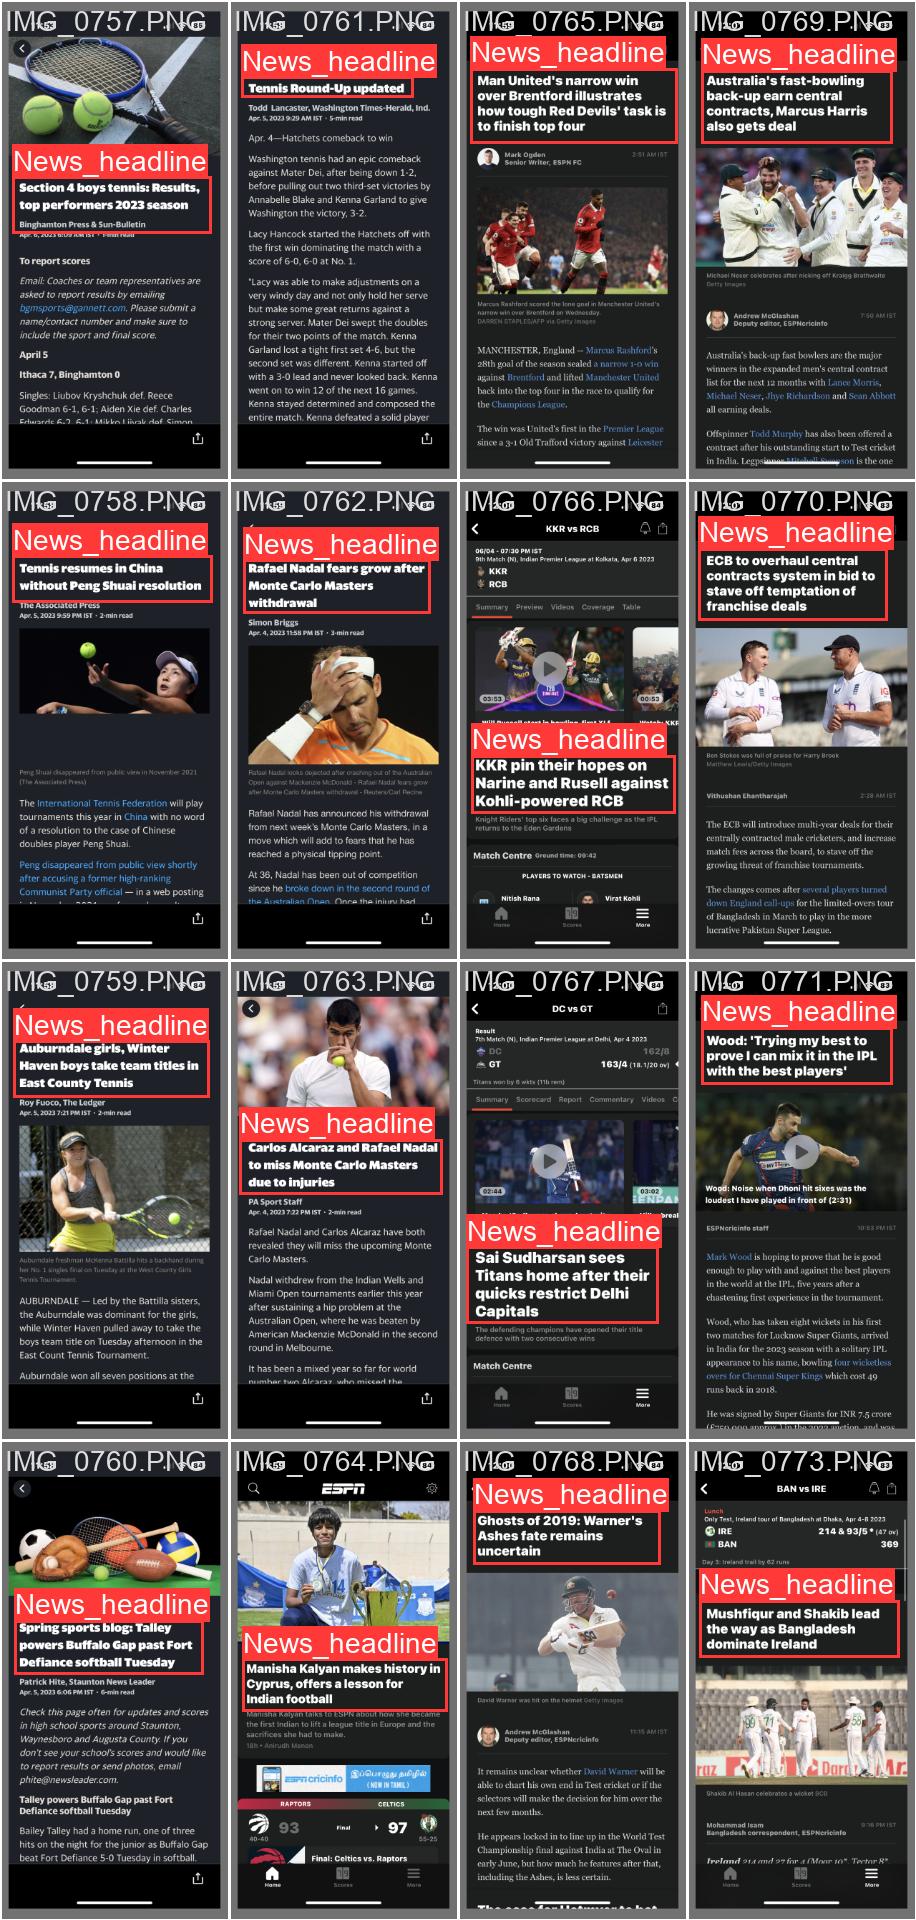 IMG_0757.PNG
News_headline
Section 4 boys tennis: Results,
top performers 2023 season
Binghamton Press & Sun-Bulletin
Apr. 6, 2023 6:09 AM IST • 1-min read
To report scores
Email: Coaches or team representatives are
asked to report results by emailing
bgmsports@gannett.com. Please submit a
name/contact number and make sure to
include the sport and final score.
April 5
Ithaca 7, Binghamton 0
Singles: Liubov Kryshchuk def. Reece
Goodman 6-1, 6-1; Aiden Xie def. Charles
Edwards 6-2, 6-1; Mikko Liyak def. Simon
IMG_0761.PNG
News_headline
Tennis Round-Up updated
Todd Lancaster, Washington Times-Herald, Ind.
Apr. 5, 2023 9:29 AM IST • 5-min read
Apr. 4—Hatchets comeback to win
Washington tennis had an epic comeback
against Mater Dei, after being down 1-2,
before pulling out two third-set victories by
Annabelle Blake and Kenna Garland to give
Washington the victory, 3-2.
Lacy Hancock started the Hatchets off with
the first win dominating the match with a
score of 6-0, 6-0 at No. 1.
"Lacy was able to make adjustments on a
very windy day and not only hold her serve
but make some great returns against a
strong server. Mater Dei swept the doubles
for their two points of the match. Kenna
Garland lost a tight first set 4-6, but the
second set was different. Kenna started off
with a 3-0 lead and never looked back. Kenna
went on to win 12 of the next 16 games.
Kenna stayed determined and composed the
entire match. Kenna defeated a solid player
IMG_0765.PNG
News_headline
Man United's narrow win
over Brentford illustrates
how tough Red Devils' task is
to finish top four
Mark Ogden
Senior Writer, ESPN FC
2:51 AM IST
Marcus Rashford scored the lone goal in Manchester United's
narrow win over Brentford on Wednesday.
DARREN STAPLES/AFP via Getty Images
MANCHESTER, England -- Marcus Rashford's
28th goal of the season sealed a narrow 1-0 win
against Brentford and lifted Manchester United
back into the top four in the race to qualify for
the Champions League.
The win was United's first in the Premier League
since a 3-1 Old Trafford victory against Leicester
IMG_0769.PNG
News_headline
Australia's fast-bowling
back-up earn central
contracts, Marcus Harris
also gets deal
Michael Neser celebrates after nicking off Kraigg Brathwaite
Getty Images
Andrew McGlashan
Deputy editor, ESPNcricinfo
7:50 AM IST
Australia's back-up fast bowlers are the major
winners in the expanded men's central contract
list for the next 12 months with Lance Morris,
Michael Neser, Jhye Richardson and Sean Abbott
all earning deals.
Offspinner Todd Murphy has also been offered a
contract after his outstanding start to Test cricket
in India. Legspinner Mitchell Swepson is the one
IMG_0758.PNG
News_headline
Tennis resumes in China
without Peng Shuai resolution
The Associated Press
Apr. 5, 2023 9:59 PM IST • 2-min read
Peng Shuai disappeared from public view in November 2021
(The Associated Press)
The International Tennis Federation will play
tournaments this year in China with no word
of a resolution to the case of Chinese
doubles player Peng Shuai.
Peng disappeared from public view shortly
after accusing a former high-ranking
Communist Party official — in a web posting
IMG_0762.PNG
News_headline
Rafael Nadal fears grow after
Monte Carlo Masters
withdrawal
Simon Briggs
Apr. 4, 2023 11:58 PM IST • 3-min read
Rafael Nadal looks dejected after crashing out of the Australian
Open against Mackenzie McDonald - Rafael Nadal fears grow
after Monte Carlo Masters withdrawal - Reuters/Carl Recine
Rafael Nadal has announced his withdrawal
from next week's Monte Carlo Masters, in a
move which will add to fears that he has
reached a physical tipping point.
At 36, Nadal has been out of competition
since he broke down in the second round of
the Australian Open. Once the injury had
IMG_0766.PNG
KKR vs RCB
06/04 - 07:30 PM IST
9th Match (N), Indian Premier League at Kolkata, Apr 6 2023
KKR
RCB
Summary Preview Videos Coverage Table
03:53
00:53
News_headline
KKR pin their hopes on
Narine and Rusell against
Kohli-powered RCB
Knight Riders' top six faces a big challenge as the IPL
returns to the Eden Gardens
Match Centre Ground time: 09:42
PLAYERS TO WATCH - BATSMEN
Nitish Rana
Virat Kohli
Home Scores More
IMG_0770.PNG
News_headline
ECB to overhaul central
contracts system in bid to
stave off temptation of
franchise deals
Ben Stokes was full of praise for Harry Brook
Matthew Lewis/Getty Images
Vithushan Ehantharajah
2:28 AM IST
The ECB will introduce multi-year deals for their
centrally contracted male cricketers, and increase
match fees across the board, to stave off the
growing threat of franchise tournaments.
The changes comes after several players turned
down England call-ups for the limited-overs tour
of Bangladesh in March to play in the more
lucrative Pakistan Super League.
IMG_0759.PNG
News_headline
Auburndale girls, Winter
Haven boys take team titles in
East County Tennis
Roy Fuoco, The Ledger
Apr. 5, 2023 7:21 PM IST • 2-min read
Auburndale freshman McKenna Battilla hits a backhand during
her No. 1 singles final on Tuesday at the West County Girls
Tennis Tournament.
AUBURNDALE — Led by the Battilla sisters,
the Auburndale was dominant for the girls,
while Winter Haven pulled away to take the
boys team title on Tuesday afternoon in the
East Count Tennis Tournament.
Auburndale won all seven positions at the
IMG_0763.PNG
News_headline
Carlos Alcaraz and Rafael Nadal
to miss Monte Carlo Masters
due to injuries
PA Sport Staff
Apr. 4, 2023 7:22 PM IST • 2-min read
Rafael Nadal and Carlos Alcaraz have both
revealed they will miss the upcoming Monte
Carlo Masters.
Nadal withdrew from the Indian Wells and
Miami Open tournaments earlier this year
after sustaining a hip problem at the
Australian Open, where he was beaten by
American Mackenzie McDonald in the second
round in Melbourne.
It has been a mixed year so far for world
number two Alcaraz, who missed the
IMG_0767.PNG
DC vs GT
Result
7th Match (N), Indian Premier League at Delhi, Apr 4 2023
DC 162/8
GT 163/4 (18.1/20 ov)
Titans won by 6 wkts (11b rem)
Summary Scorecard Report Commentary Videos
02:44
03:02
News_headline
Sai Sudharsan sees
Titans home after their
quicks restrict Delhi
Capitals
The defending champions have opened their title
defence with two consecutive wins
Match Centre
Home Scores More
IMG_0771.PNG
News_headline
Wood: 'Trying my best to
prove I can mix it in the IPL
with the best players'
Wood: Noise when Dhoni hit sixes was the
loudest I have played in front of (2:31)
ESPNcricinfo staff
10:53 PM IST
Mark Wood is hoping to prove that he is good
enough to play with and against the best players
in the world at the IPL, five years after a
chastening first experience in the tournament.
Wood, who has taken eight wickets in his first
two matches for Lucknow Super Giants, arrived
in India for the 2023 season with a solitary IPL
appearance to his name, bowling four wicketless
overs for Chennai Super Kings which cost 49
runs back in 2018.
He was signed by Super Giants for INR 7.5 crore
IMG_0760.PNG
News_headline
Spring sports blog: Talley
powers Buffalo Gap past Fort
Defiance softball Tuesday
Patrick Hite, Staunton News Leader
Apr. 5, 2023 6:06 PM IST • 6-min read
Check this page often for updates and scores
in high school sports around Staunton,
Waynesboro and Augusta County. If you
don't see your school's scores and would like
to report results or send photos, email
phite@newsleader.com.
Talley powers Buffalo Gap past Fort
Defiance softball Tuesday
Bailey Talley had a home run, one of three
hits on the night for the junior as Buffalo Gap
beat Fort Defiance 5-0 Tuesday in softball.
IMG_0764.PNG
ESPN
News_headline
Manisha Kalyan makes history in
Cyprus, offers a lesson for
Indian football
Manisha Kalyan talks to ESPN about how she became
the first Indian to lift a league title in Europe and the
sacrifices she had to make.
18h • Anirudh Menon
ESPN cricinfo
இப்பொழுது தமிழில்
(NOW IN TAMIL)
RAPTORS CELTICS
93 Final 97
40-40 55-25
Final: Celtics vs. Raptors
Home Scores More
IMG_0768.PNG
News_headline
Ghosts of 2019: Warner's
Ashes fate remains
uncertain
David Warner was hit on the helmet Getty Images
Andrew McGlashan
Deputy editor, ESPNcricinfo
11:15 AM IST
It remains unclear whether David Warner will be
able to chart his own end in Test cricket or if the
selectors will make the decision for him over the
next few months.
He appears locked in to line up in the World Test
Championship final against India at The Oval in
early June, but how much he features after that,
including the Ashes, is less certain.
IMG_0773.PNG
BAN vs IRE
Lunch
Only Test, Ireland tour of Bangladesh at Dhaka, Apr 4-8 2023
IRE 214 & 93/5 * (47 ov)
BAN 369
Day 3: Ireland trail by 62 runs
News_headline
Mushfiqur and Shakib lead
the way as Bangladesh
dominate Ireland
Shakib Al Hasan celebrates a wicket BCB
Mohammad Isam
Bangladesh correspondent, ESPNcricinfo
9:16 PM IST
Home Scores More